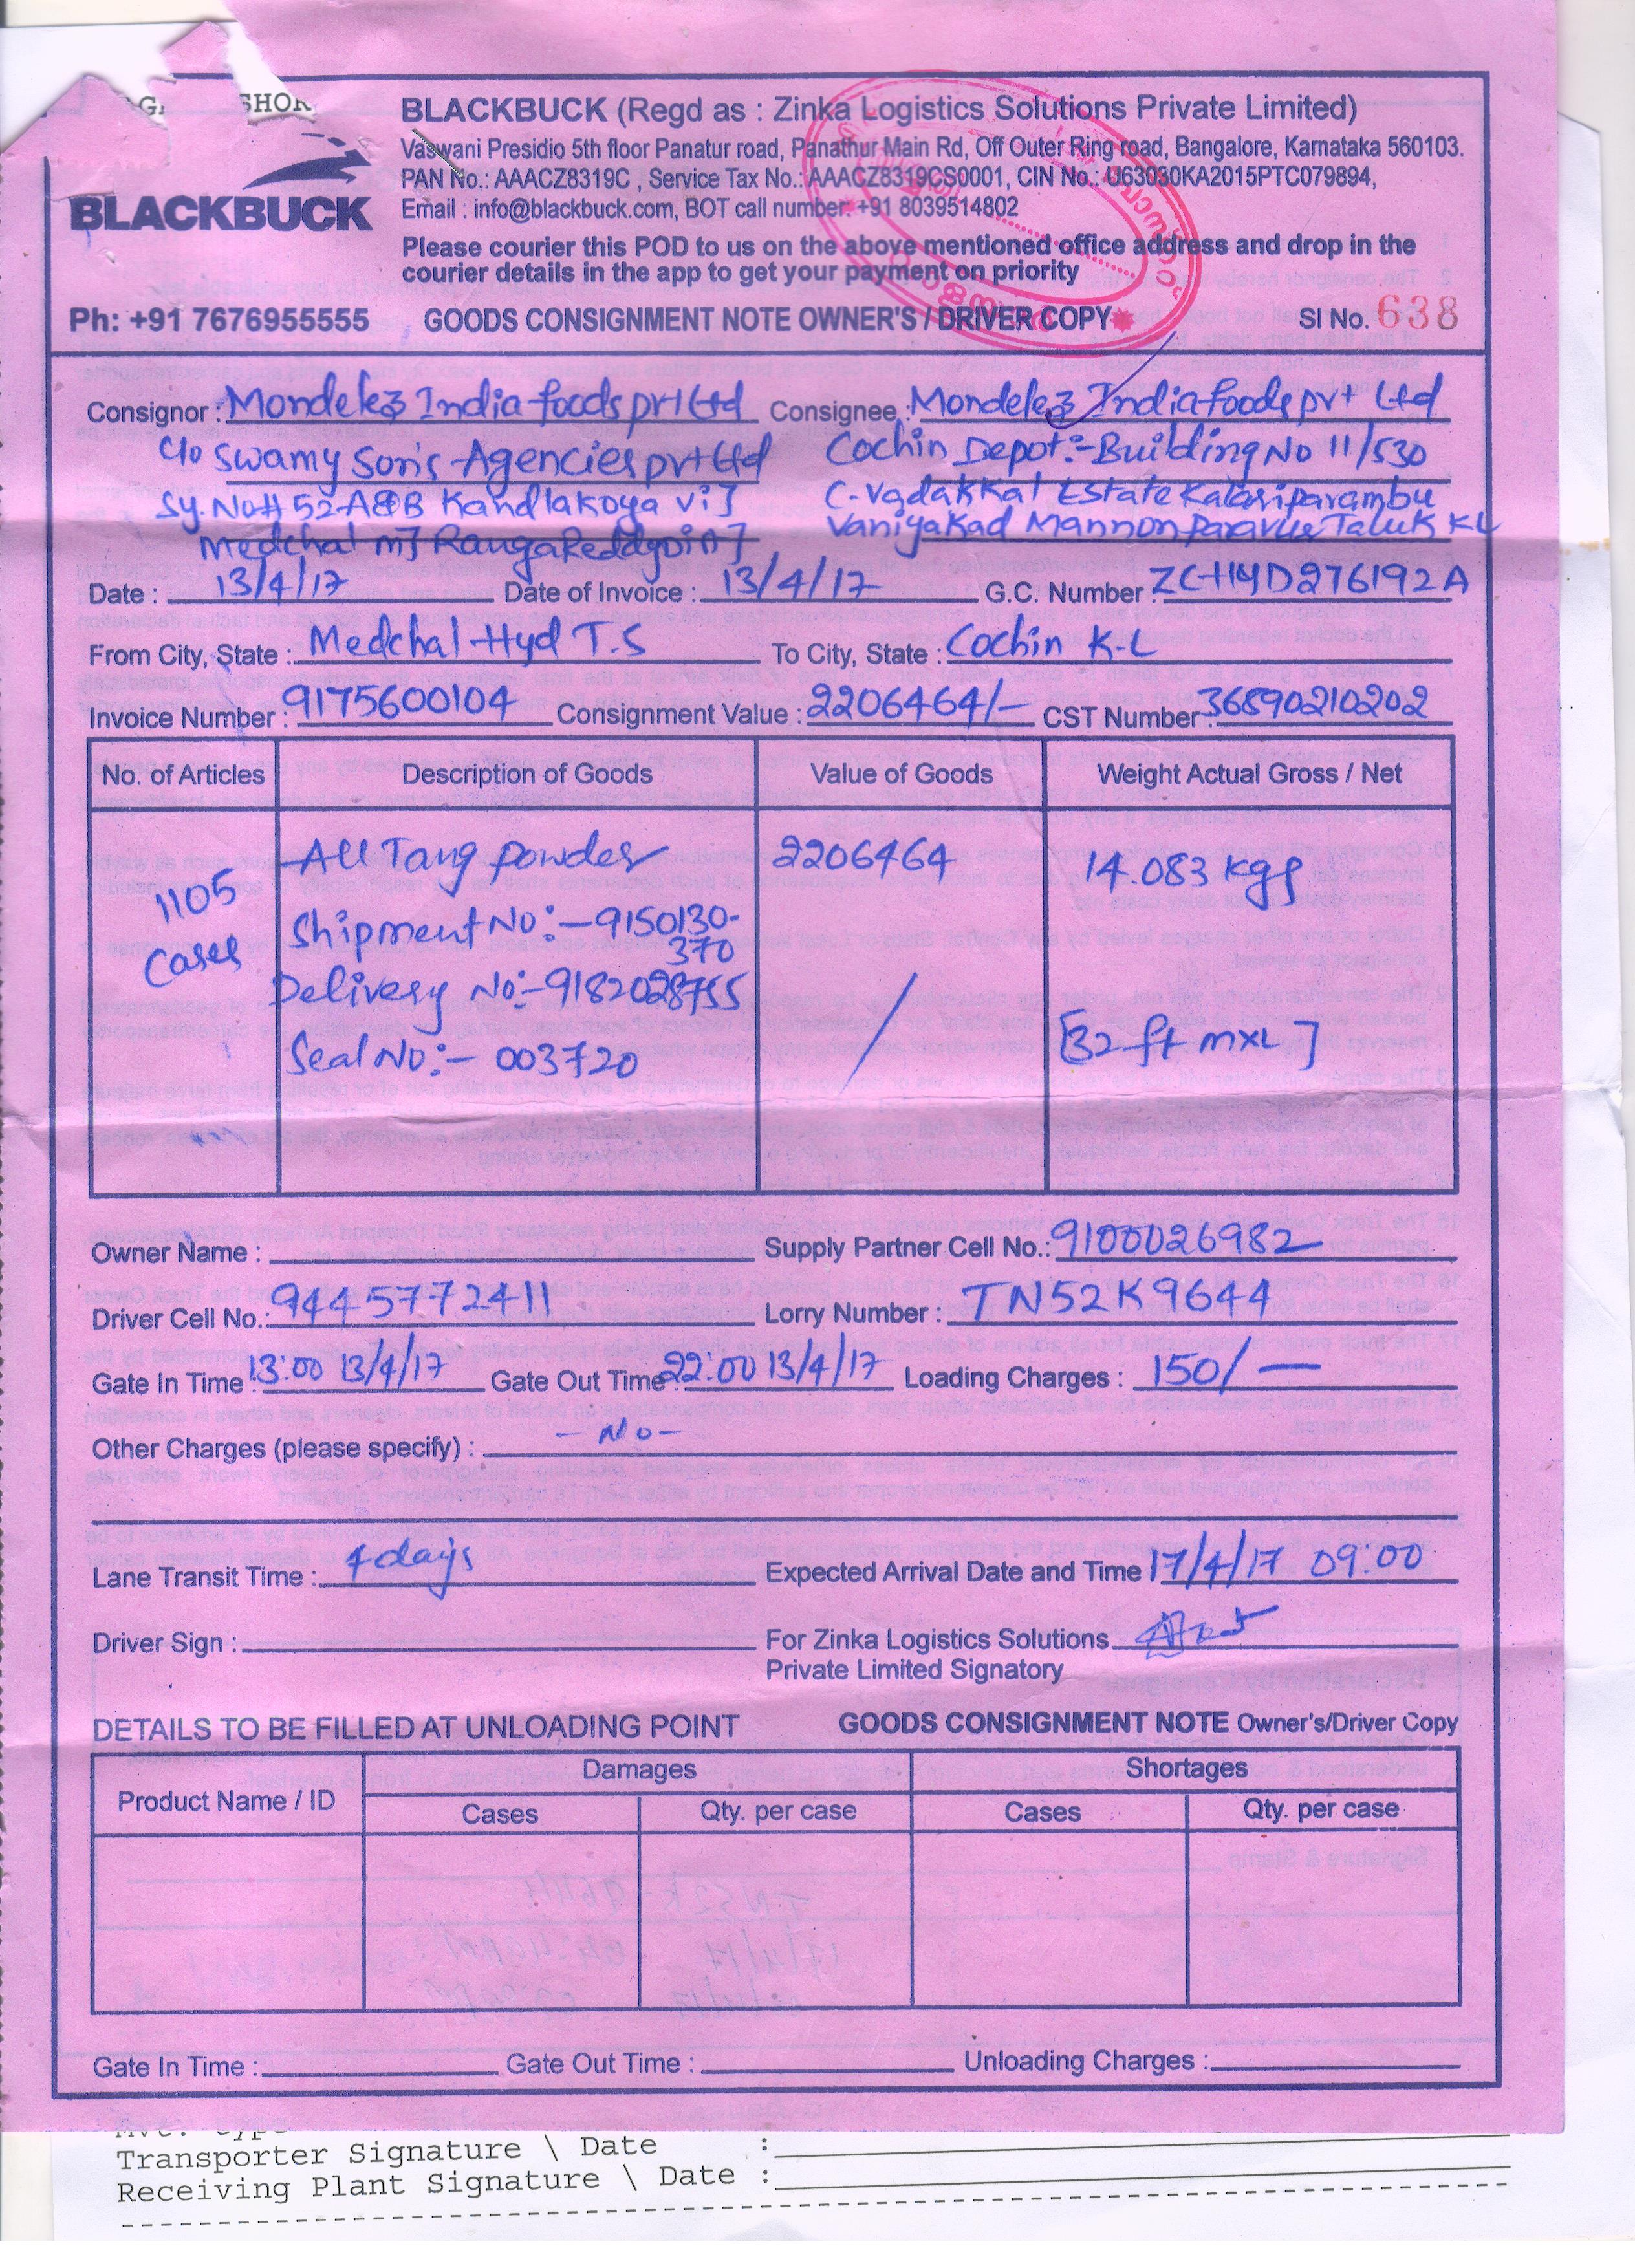 SHOR
BLACKBUCK
BLACKBUCK (Regd as : Zinka Logistics Solutions Private Limited)
Vaswani Presidio 5th floor Panatur road, Panathur Main Rd, Off Outer Ring road, Bangalore, Karnataka 560103.
PAN No.: AAACZ8319C , Service Tax No.: AAACZ8319CS0001, CIN No.: U63030KA2015PTC079894,
Email : info@blackbuck.com, BOT call number: +91 8039514802
Please courier this POD to us on the above mentioned office address and drop in the
courier details in the app to get your payment on priority
Ph: +91 7676955555 GOODS CONSIGNMENT NOTE OWNER'S / DRIVER COPY SI No. 638
Consignor : Mondelez India foods pvt Ltd Consignee : Mondelez India foods pvt Ltd
C/o Swamy Son's Agencies pvt Ltd Cochin Depot:- Building No 11/530
Sy. No# 52-A&B Kandlakoya Vil C-Vadakkal Estate Kalasiparambu
Medchal ml RangaReddy Vaniyakad Mannon Paravur Taluk KL
Date : 13/4/17 Date of Invoice : 13/4/17 G.C. Number ZCHYD276192A
From City, State : Medchal Hyd T.S To City, State : Cochin K-L
Invoice Number : 9175600104 Consignment Value : 2206464/- CST Number 36890210202
No. of Articles Description of Goods Value of Goods Weight Actual Gross / Net
1105 Cases All Tang Powder 2206464 14.083 kgs
Shipment No:- 9150130-
370
Delivery No:- 9182028755
Seal No:- 003720 [32 ft mxl]
Owner Name : Supply Partner Cell No.: 9100026982
Driver Cell No.: 9445772411 Lorry Number : TN52K9644
Gate In Time : 13:00 13/4/17 Gate Out Time : 22:00 13/4/17 Loading Charges : 150/-
Other Charges (please specify) : - No -
Lane Transit Time : 4 days Expected Arrival Date and Time 17/4/17 09:00
Driver Sign : For Zinka Logistics Solutions
Private Limited Signatory
DETAILS TO BE FILLED AT UNLOADING POINT GOODS CONSIGNMENT NOTE Owner's/Driver Copy
Product Name / ID Damages Shortages
Cases Qty. per case Cases Qty. per case
Gate In Time : Gate Out Time : Unloading Charges :
Transporter Signature \ Date :
Receiving Plant Signature \ Date :